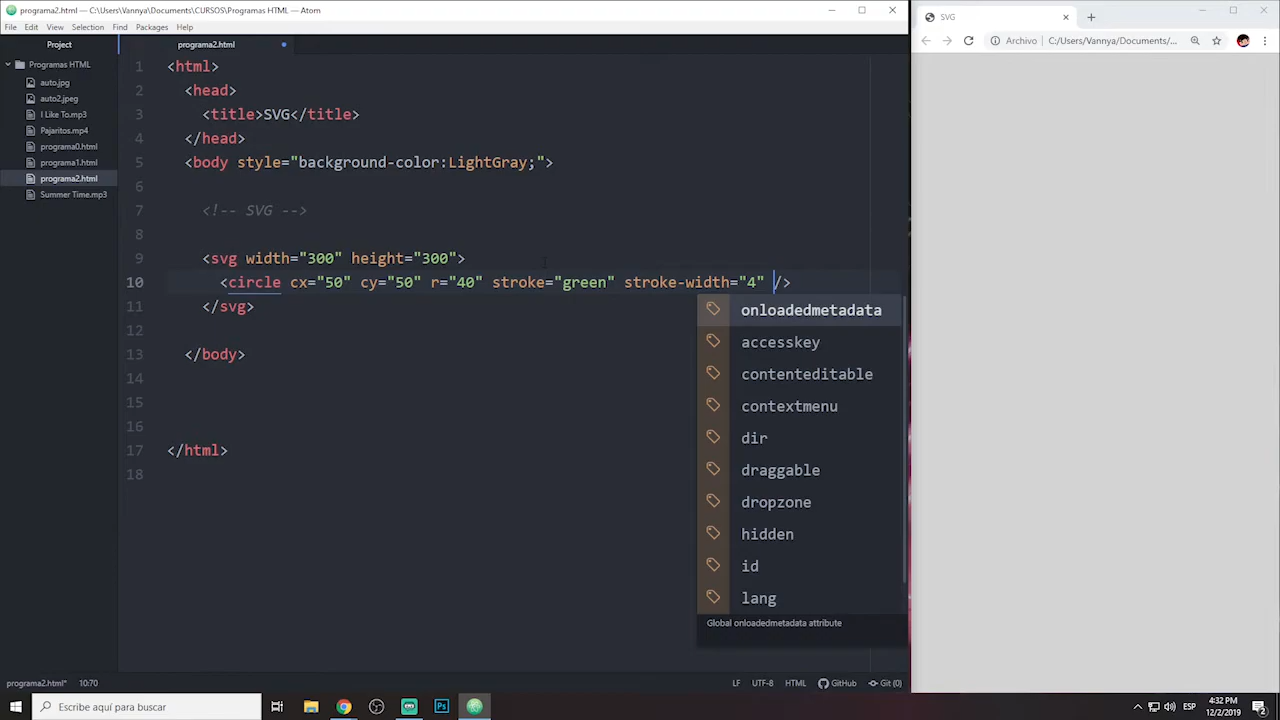 programa2.html — C:\Users\Vannya\Documents\CURSOS\Programas HTML — Atom
File Edit View Selection Find Packages Help
Project
Programas HTML
auto.jpg
auto2.jpeg
I Like To.mp3
Pajaritos.mp4
programa0.html
programa1.html
programa2.html
Summer Time.mp3
programa2.html
1 <html>
2 <head>
3 <title>SVG</title>
4 </head>
5 <body style="background-color:LightGray;">
6
7 <!-- SVG -->
8
9 <svg width="300" height="300">
10 <circle cx="50" cy="50" r="40" stroke="green" stroke-width="4" />
11 </svg>
12
13 </body>
14
15
16
17 </html>
18
onloadedmetadata
accesskey
contenteditable
contextmenu
dir
draggable
dropzone
hidden
id
lang
Global onloadedmetadata attribute
programa2.html* 10:70
LF UTF-8 HTML GitHub Git (0)
SVG
Archivo C:/Users/Vannya/Documents/...
Escribe aquí para buscar
Ps
ESP
4:32 PM
12/2/2019
2